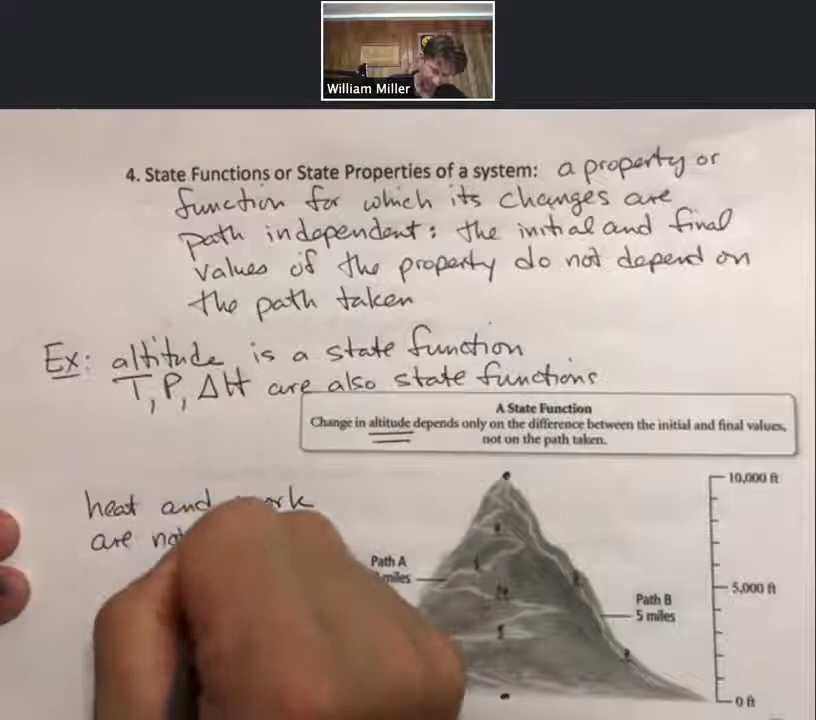 William Miller
4. State Functions or State Properties of a system: a property or
function for which its changes are
path independent: the initial and final
values of the property do not depend on
the path taken
Ex: altitude is a state function
T, P, ΔH are also state functions
A State Function
Change in altitude depends only on the difference between the initial and final values,
not on the path taken.
heat and
are not
10,000 ft
Path A
miles
5,000 ft
Path B
5 miles
0 ft